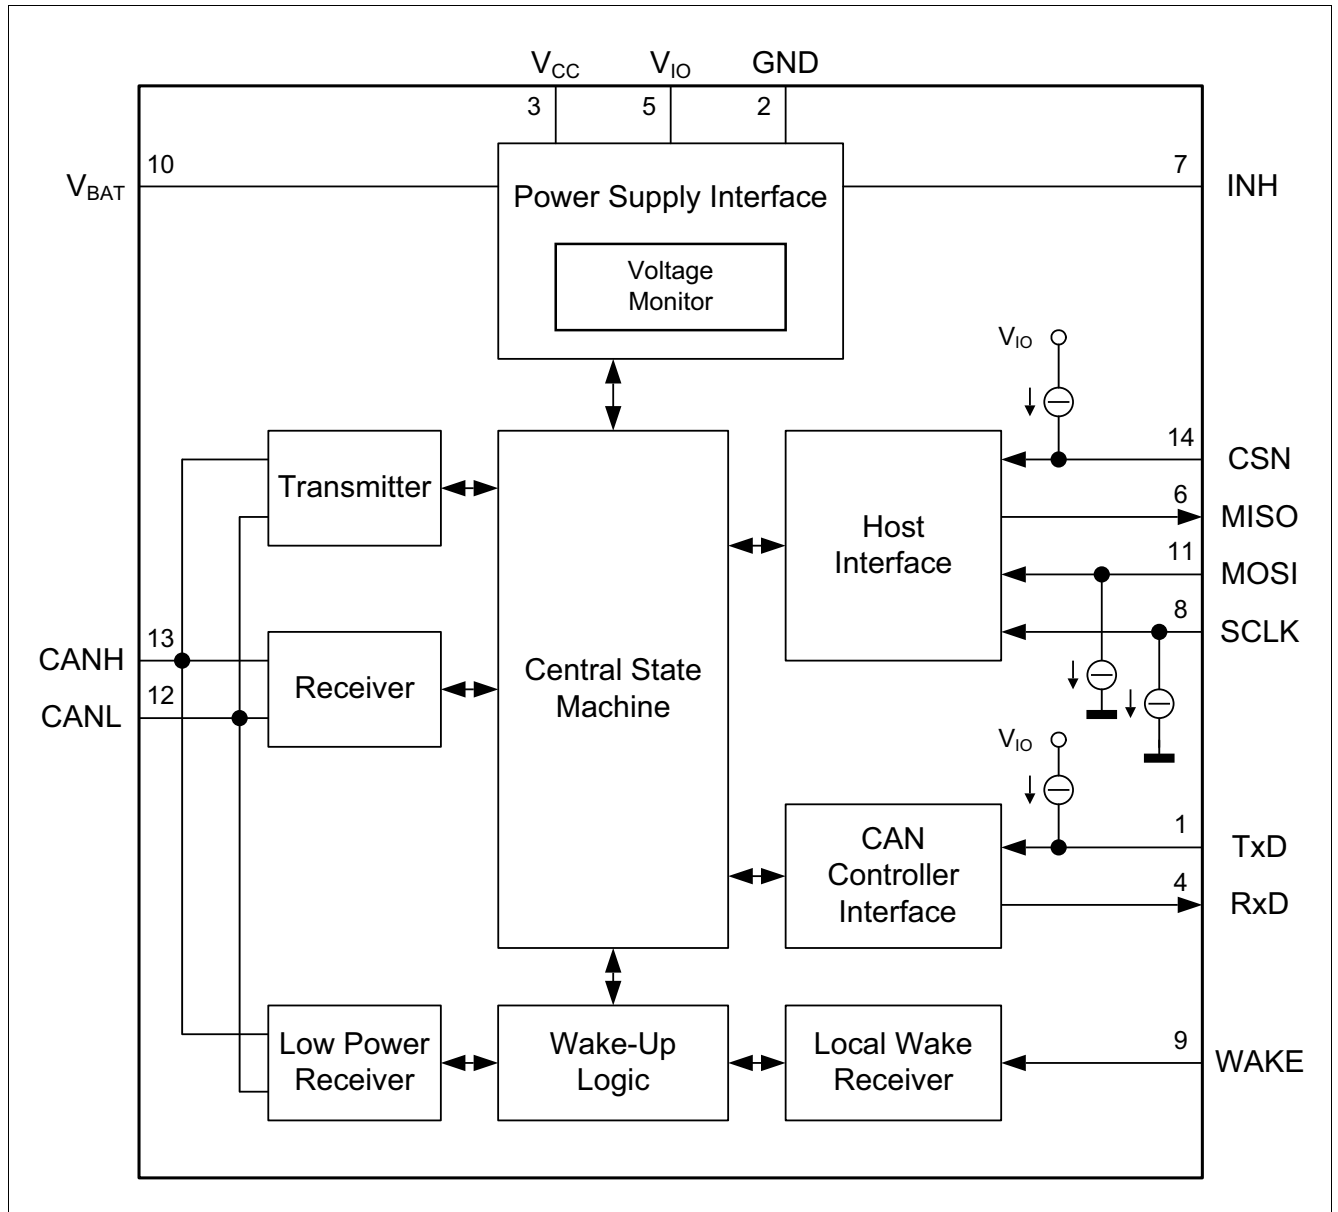 VCC VIO GND
3 5 2
VBAT 10 7 INH
Power Supply Interface
Voltage
Monitor
VIO
14 CSN
Transmitter
6 MISO
Host
Interface
11 MOSI
8 SCLK
CANH 13
Receiver
CANL 12
Central State
Machine
VIO
CAN
Controller
Interface
1 TxD
4 RxD
Low Power
Receiver
Wake-Up
Logic
Local Wake
Receiver
9 WAKE